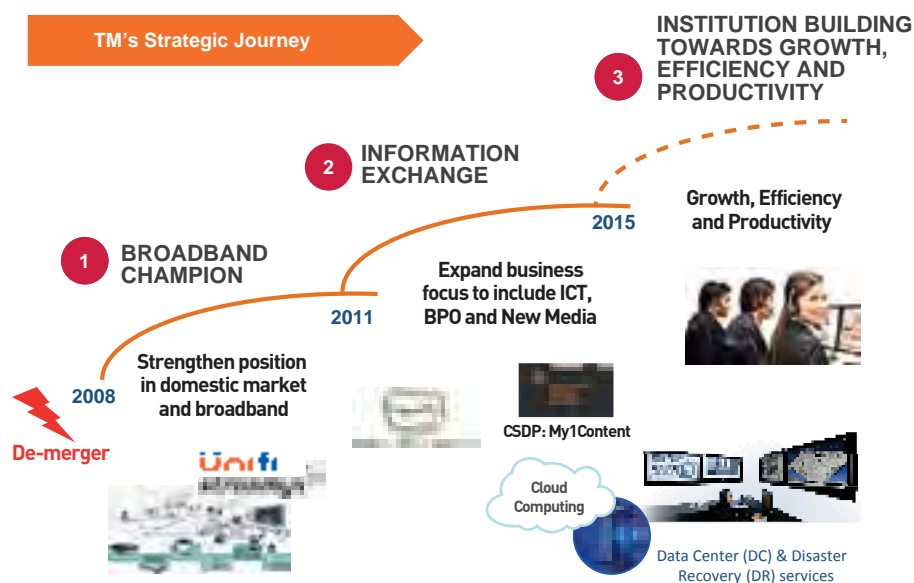 TM's Strategic Journey
3
INSTITUTION BUILDING
TOWARDS GROWTH,
EFFICIENCY AND
PRODUCTIVITY
2
INFORMATION
EXCHANGE
2015
Growth, Efficiency
and Productivity
1
BROADBAND
CHAMPION
2011
Expand business
focus to include ICT,
BPO and New Media
2008
Strengthen position
in domestic market
and broadband
De-merger
CSDP: My1Content
Unifi
Cloud
Computing
Data Center (DC) & Disaster
Recovery (DR) services